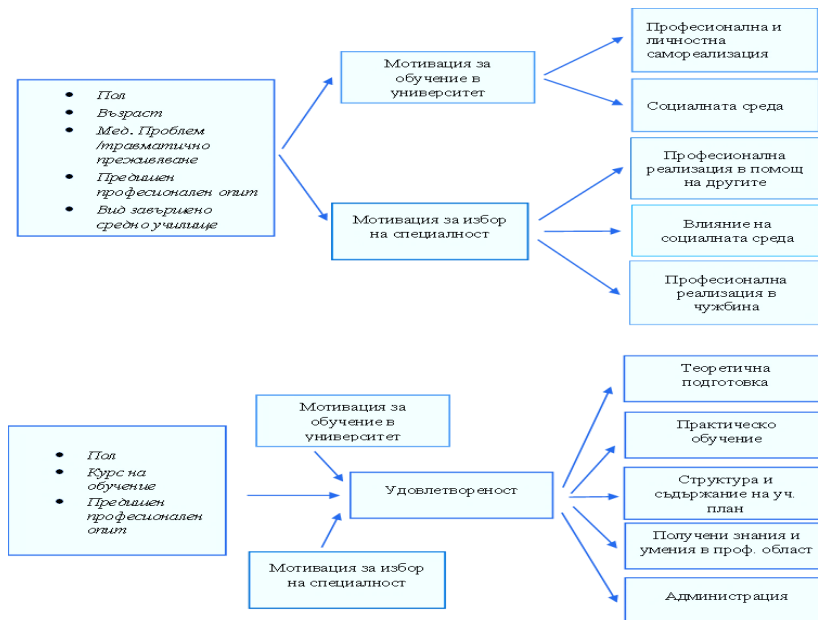 • Пол
• Възраст
• Мед. Проблем
/травматично
преживяване
• Предишен
професионален опит
• Вид завършено
средно училище
Мотивация за
обучение в
университет
Мотивация за избор
на специалност
Професионална и
личностна
самореализация
Социалната среда
Професионална
реализация в помощ
на другите
Влияние на
социалната среда
Професионална
реализация в
чужбина
• Пол
• Курс на
обучение
• Предишен
професионален
опит
Мотивация за
обучение в
университет
Удовлетвореност
Мотивация за избор
на специалност
Теоретична
подготовка
Практическо
обучение
Структура и
съдържание на уч.
план
Получени знания и
умения в проф. област
Администрация